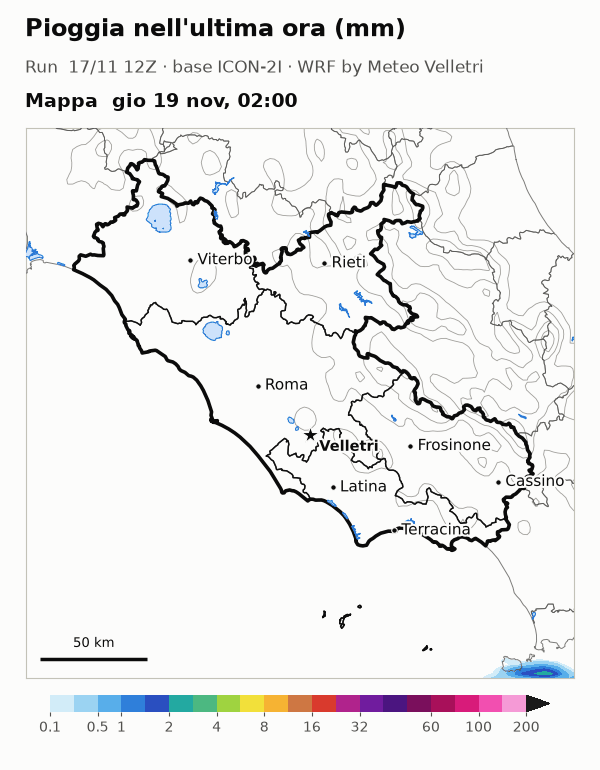 Pioggia nell'ultima ora (mm)
Run 17/11 12Z · base ICON-2I · WRF by Meteo Velletri
Mappa gio 19 nov, 02:00
Viterbo
Rieti
Roma
Velletri
Frosinone
Latina
Cassino
Terracina
50 km
0.1 0.5 1 2 4 8 16 32 60 100 200